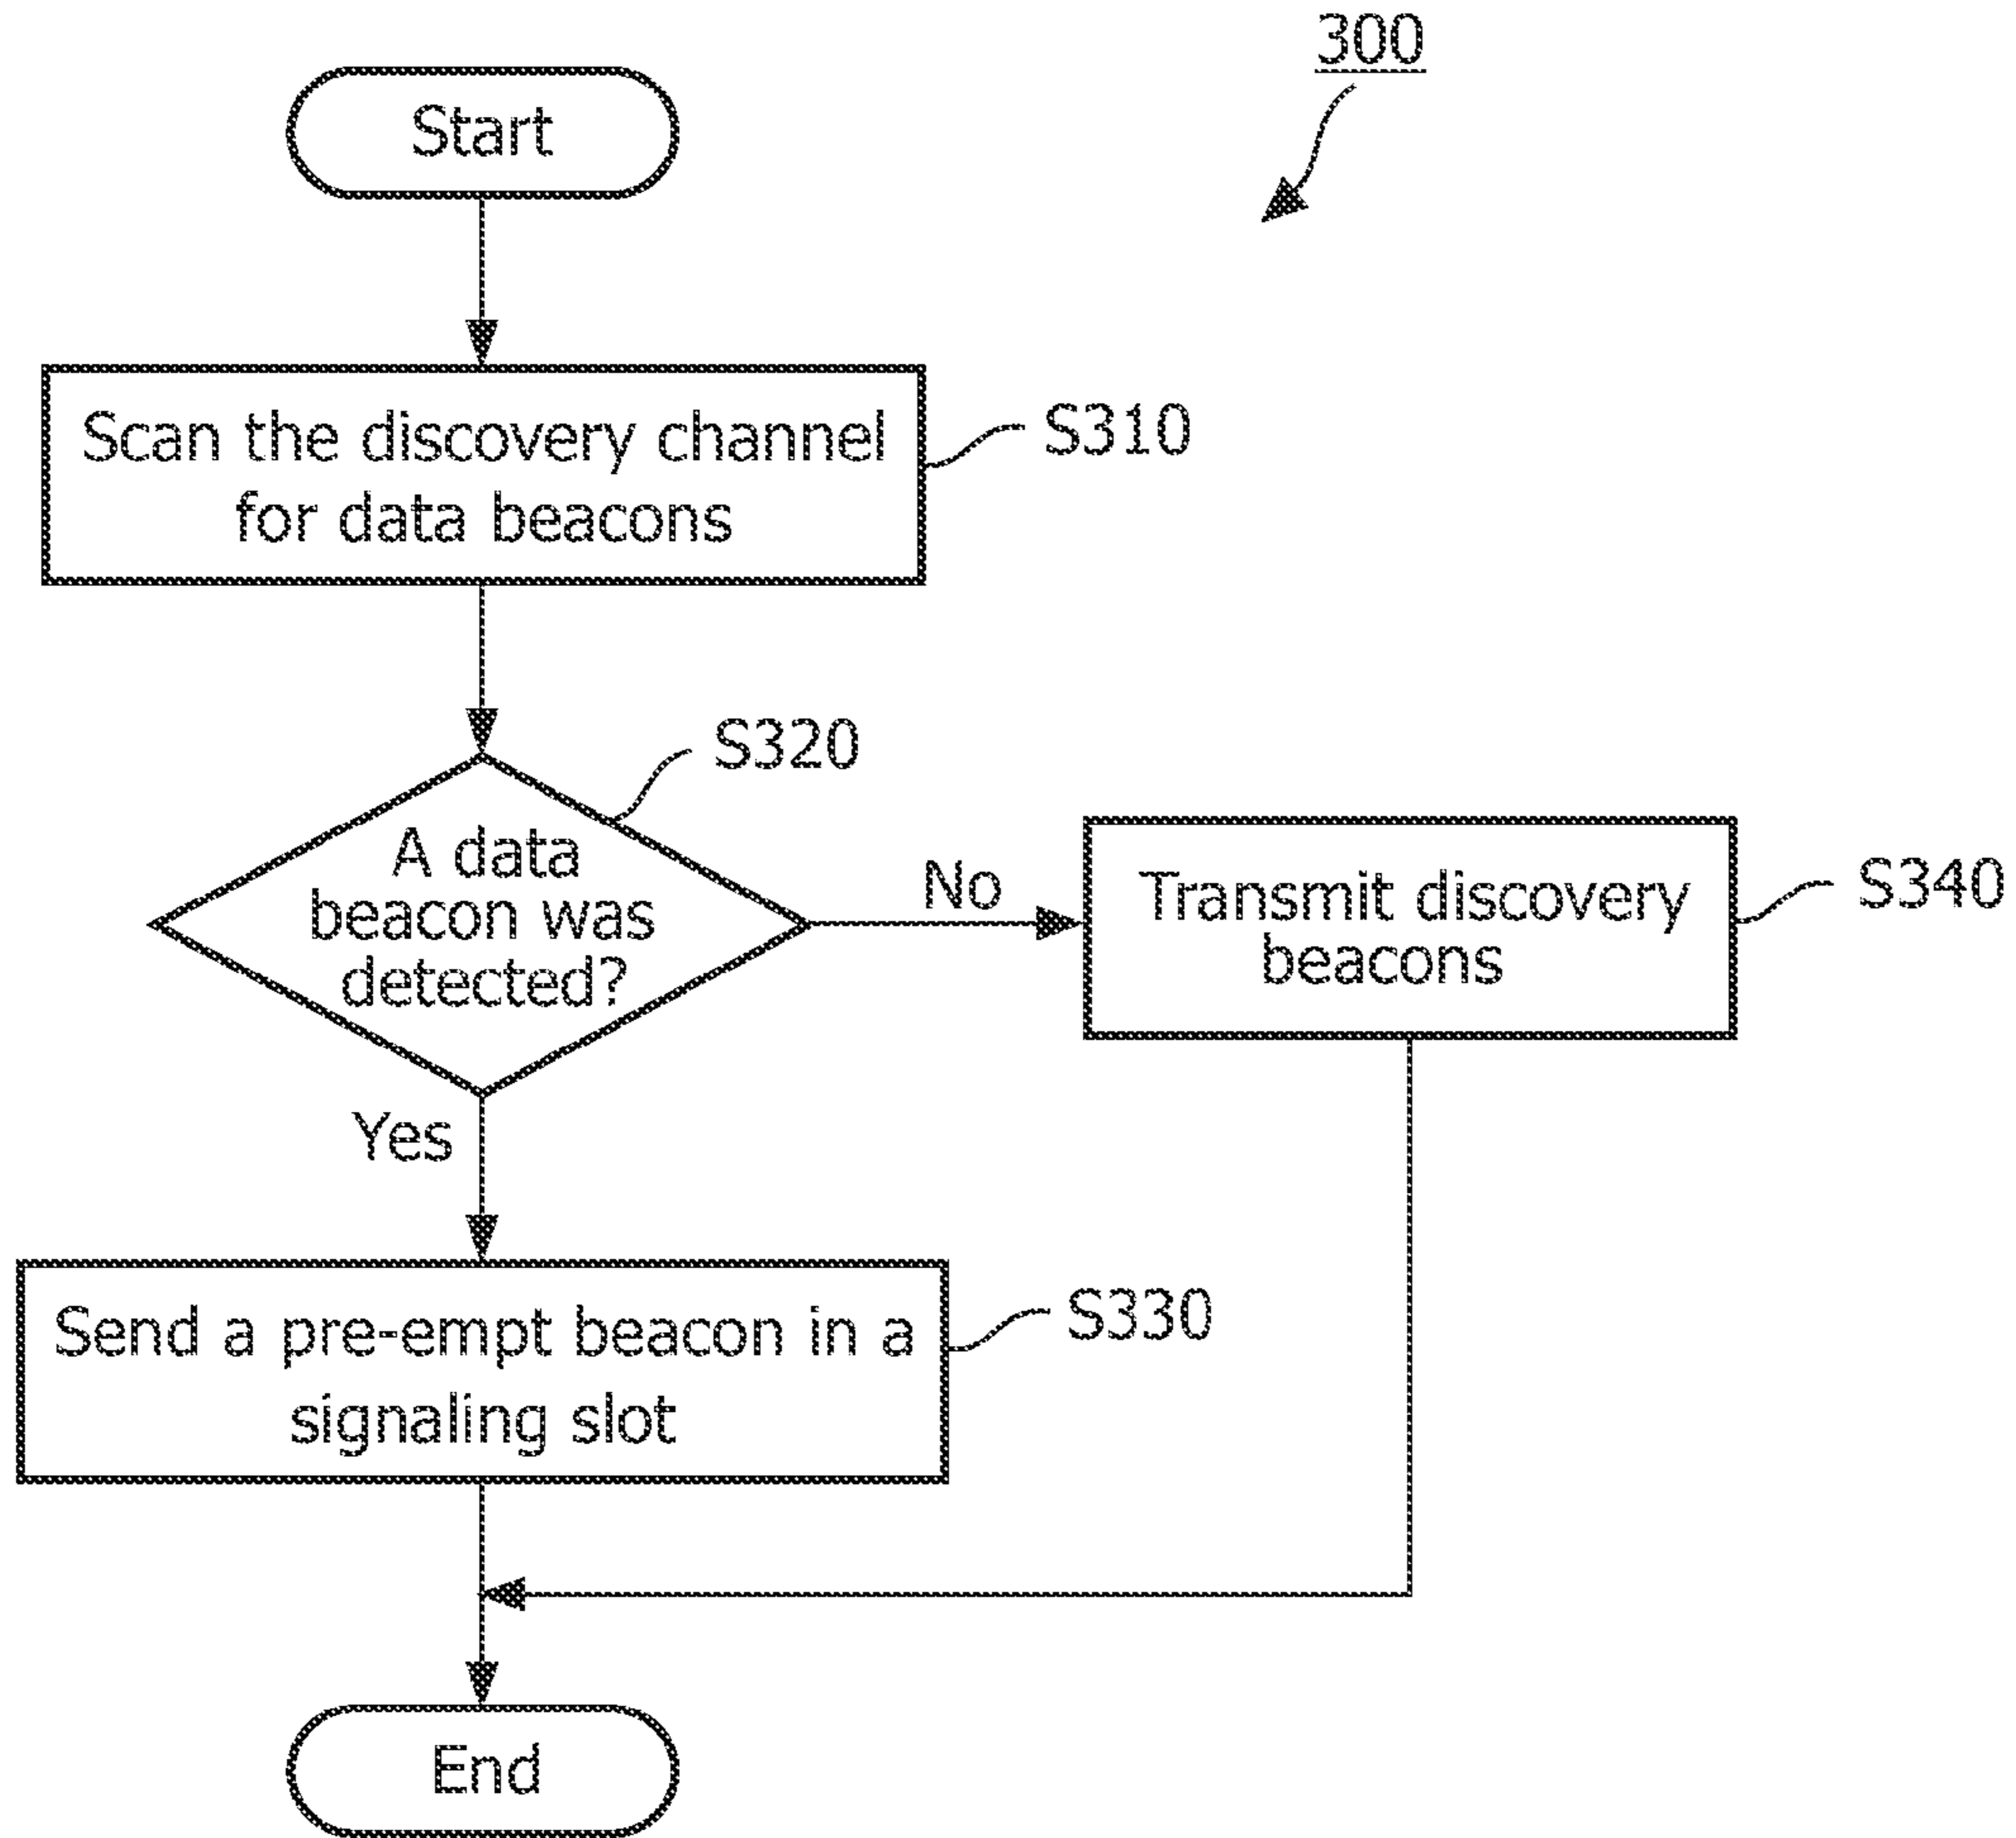 300
Start
Scan the discovery channel
for data beacons
S310
S320
A data
beacon was
detected?
No
Transmit discovery
beacons
S340
Yes
Send a pre-empt beacon in a
signaling slot
S330
End